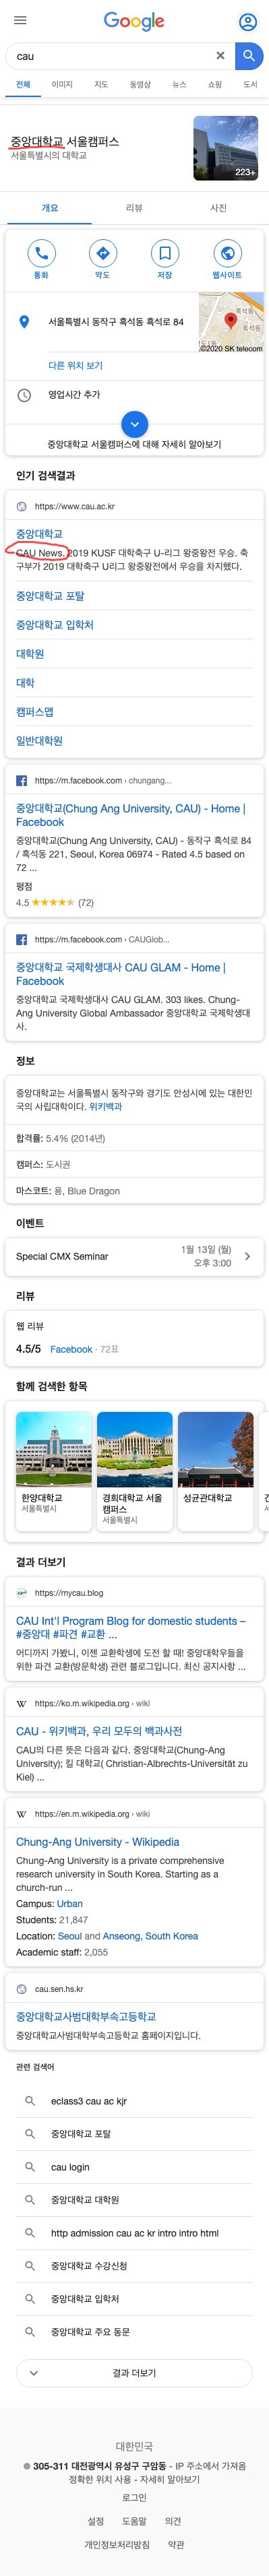 Google
cau
전체 이미지 지도 동영상 뉴스 쇼핑 도서
중앙대학교 서울캠퍼스
서울특별시의 대학교
223+
개요 리뷰 사진
통화 약도 저장 웹사이트
서울특별시 동작구 흑석동 흑석로 84
©2020 SK telecom
다른 위치 보기
영업시간 추가
중앙대학교 서울캠퍼스에 대해 자세히 알아보기
인기 검색결과
https://www.cau.ac.kr
중앙대학교
CAU News. 2019 KUSF 대학축구 U-리그 왕중왕전 우승. 축
구부가 2019 대학축구 U리그 왕중왕전에서 우승을 차지했다.
중앙대학교 포탈
중앙대학교 입학처
대학원
대학
캠퍼스맵
일반대학원
https://m.facebook.com › chungang...
중앙대학교(Chung Ang University, CAU) - Home |
Facebook
중앙대학교(Chung Ang University, CAU) - 동작구 흑석로 84
/ 흑석동 221, Seoul, Korea 06974 - Rated 4.5 based on
72 ...
평점
4.5 ★★★★★ (72)
https://m.facebook.com › CAUGlob...
중앙대학교 국제학생대사 CAU GLAM - Home |
Facebook
중앙대학교 국제학생대사 CAU GLAM. 303 likes. Chung-
Ang University Global Ambassador 중앙대학교 국제학생대
사.
정보
중앙대학교는 서울특별시 동작구와 경기도 안성시에 있는 대한민
국의 사립대학이다. 위키백과
합격률: 5.4% (2014년)
캠퍼스: 도시권
마스코트: 용, Blue Dragon
이벤트
Special CMX Seminar 1월 13일 (월)
오후 3:00
리뷰
웹 리뷰
4.5/5 Facebook · 72표
함께 검색한 항목
한양대학교
서울특별시
경희대학교 서울
캠퍼스
서울특별시
성균관대학교
결과 더보기
https://mycau.blog
CAU Int'l Program Blog for domestic students –
#중앙대 #파견 #교환 ...
어디까지 가봤니, 이젠 교환학생에 도전 할 때! 중앙대학우들을
위한 파견 교환(방문학생) 관련 블로그입니다. 최신 공지사항 ...
https://ko.m.wikipedia.org › wiki
CAU - 위키백과, 우리 모두의 백과사전
CAU의 다른 뜻은 다음과 같다. 중앙대학교(Chung-Ang
University); 킬 대학교( Christian-Albrechts-Universität zu
Kiel) ...
https://en.m.wikipedia.org › wiki
Chung-Ang University - Wikipedia
Chung-Ang University is a private comprehensive
research university in South Korea. Starting as a
church-run ...
Campus: Urban
Students: 21,847
Location: Seoul and Anseong, South Korea
Academic staff: 2,055
cau.sen.hs.kr
중앙대학교사범대학부속고등학교
중앙대학교사범대학부속고등학교 홈페이지입니다.
관련 검색어
eclass3 cau ac kjr
중앙대학교 포탈
cau login
중앙대학교 대학원
http admission cau ac kr intro intro html
중앙대학교 수강신청
중앙대학교 입학처
중앙대학교 주요 동문
결과 더보기
대한민국
305-311 대전광역시 유성구 구암동 - IP 주소에서 가져옴
정확한 위치 사용 - 자세히 알아보기
로그인
설정 도움말 의견
개인정보처리방침 약관